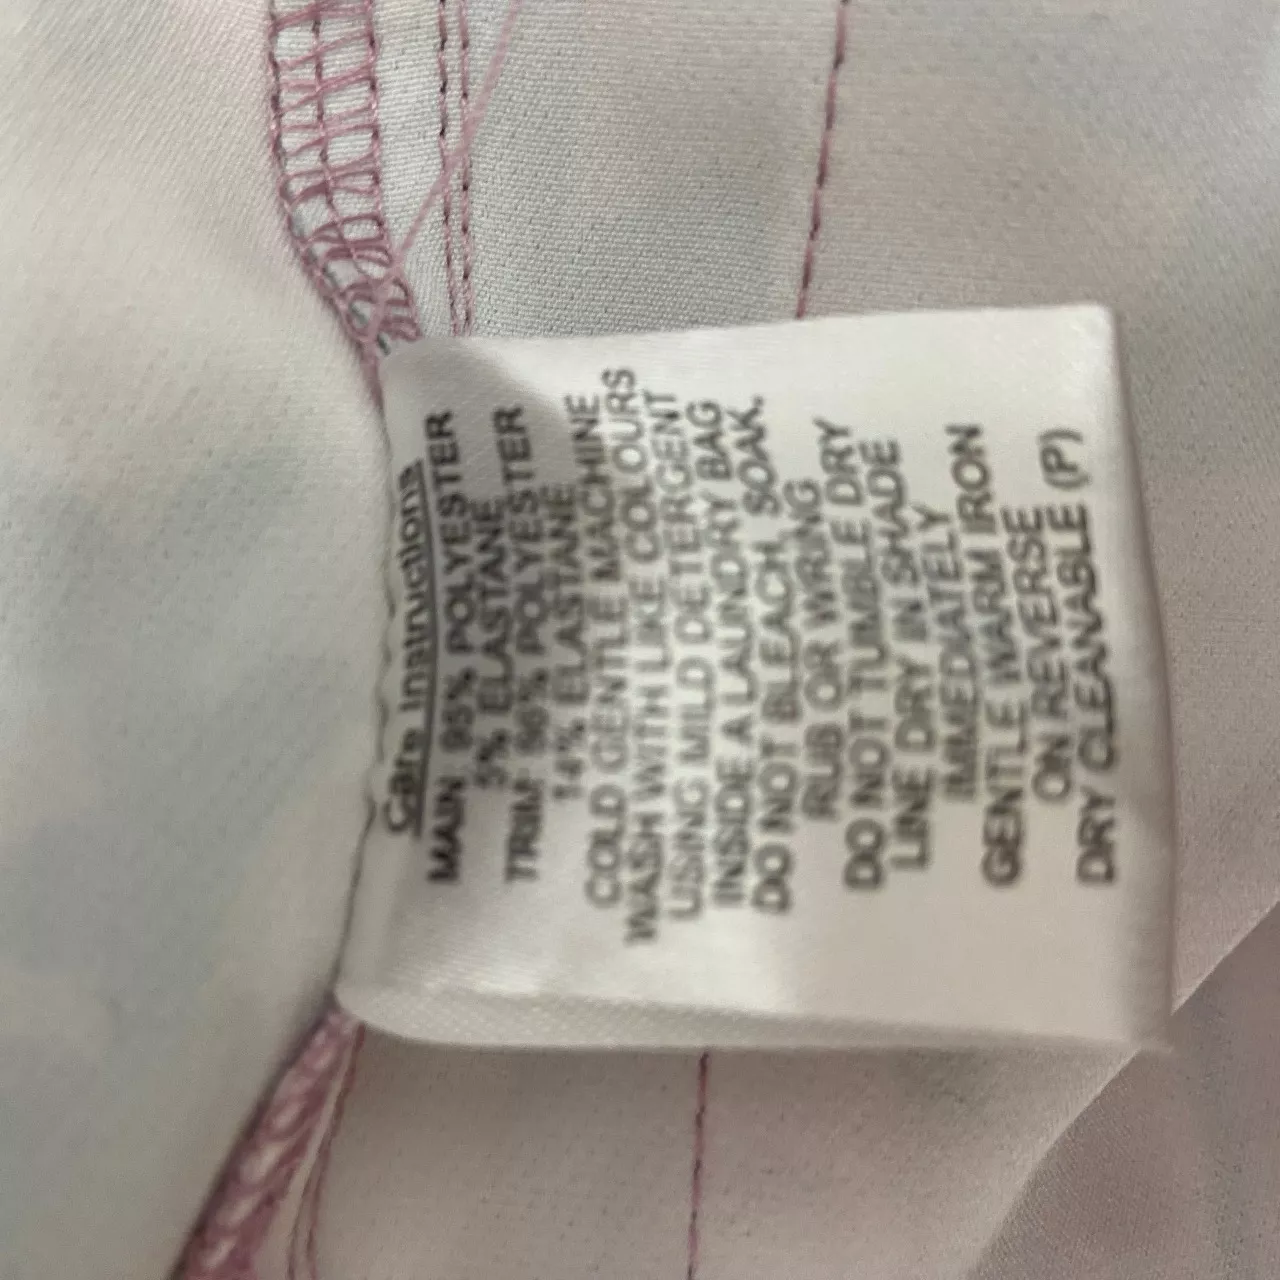 Care Instructions
MAIN 95% POLYESTER
5% ELASTANE
TRIM 86% POLYESTER
14% ELASTANE
COLD GENTLE MACHINE
WASH WITH LIKE COLOURS
USING MILD DETERGENT
INSIDE A LAUNDRY BAG
DO NOT BLEACH, SOAK,
RUB OR WRING
DO NOT TUMBLE DRY
LINE DRY IN SHADE
IMMEDIATELY
GENTLE WARM IRON
ON REVERSE
DRY CLEANABLE (P)